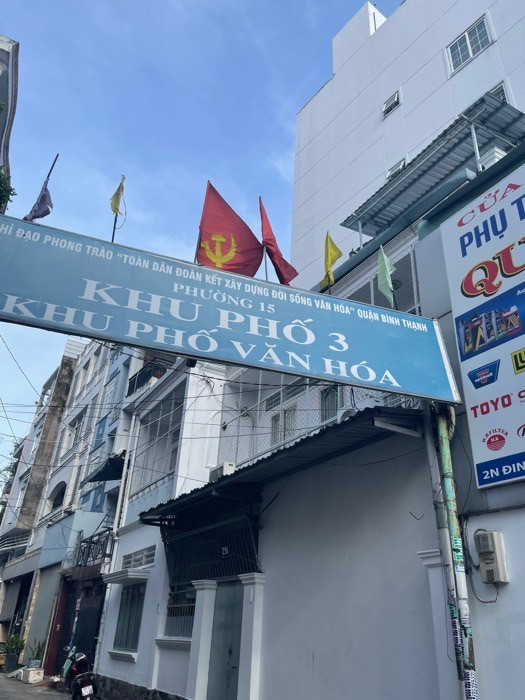 HỈ ĐẠO PHONG TRÀO "TOÀN DÂN ĐOÀN KẾT XÂY DỰNG ĐỜI SỐNG VĂN HÓA" QUẬN BÌNH THẠNH
PHƯỜNG 15
KHU PHỐ 3
KHU PHỐ VĂN HÓA
CỬA
PHỤ T
QU
TOYO
2N ĐIN